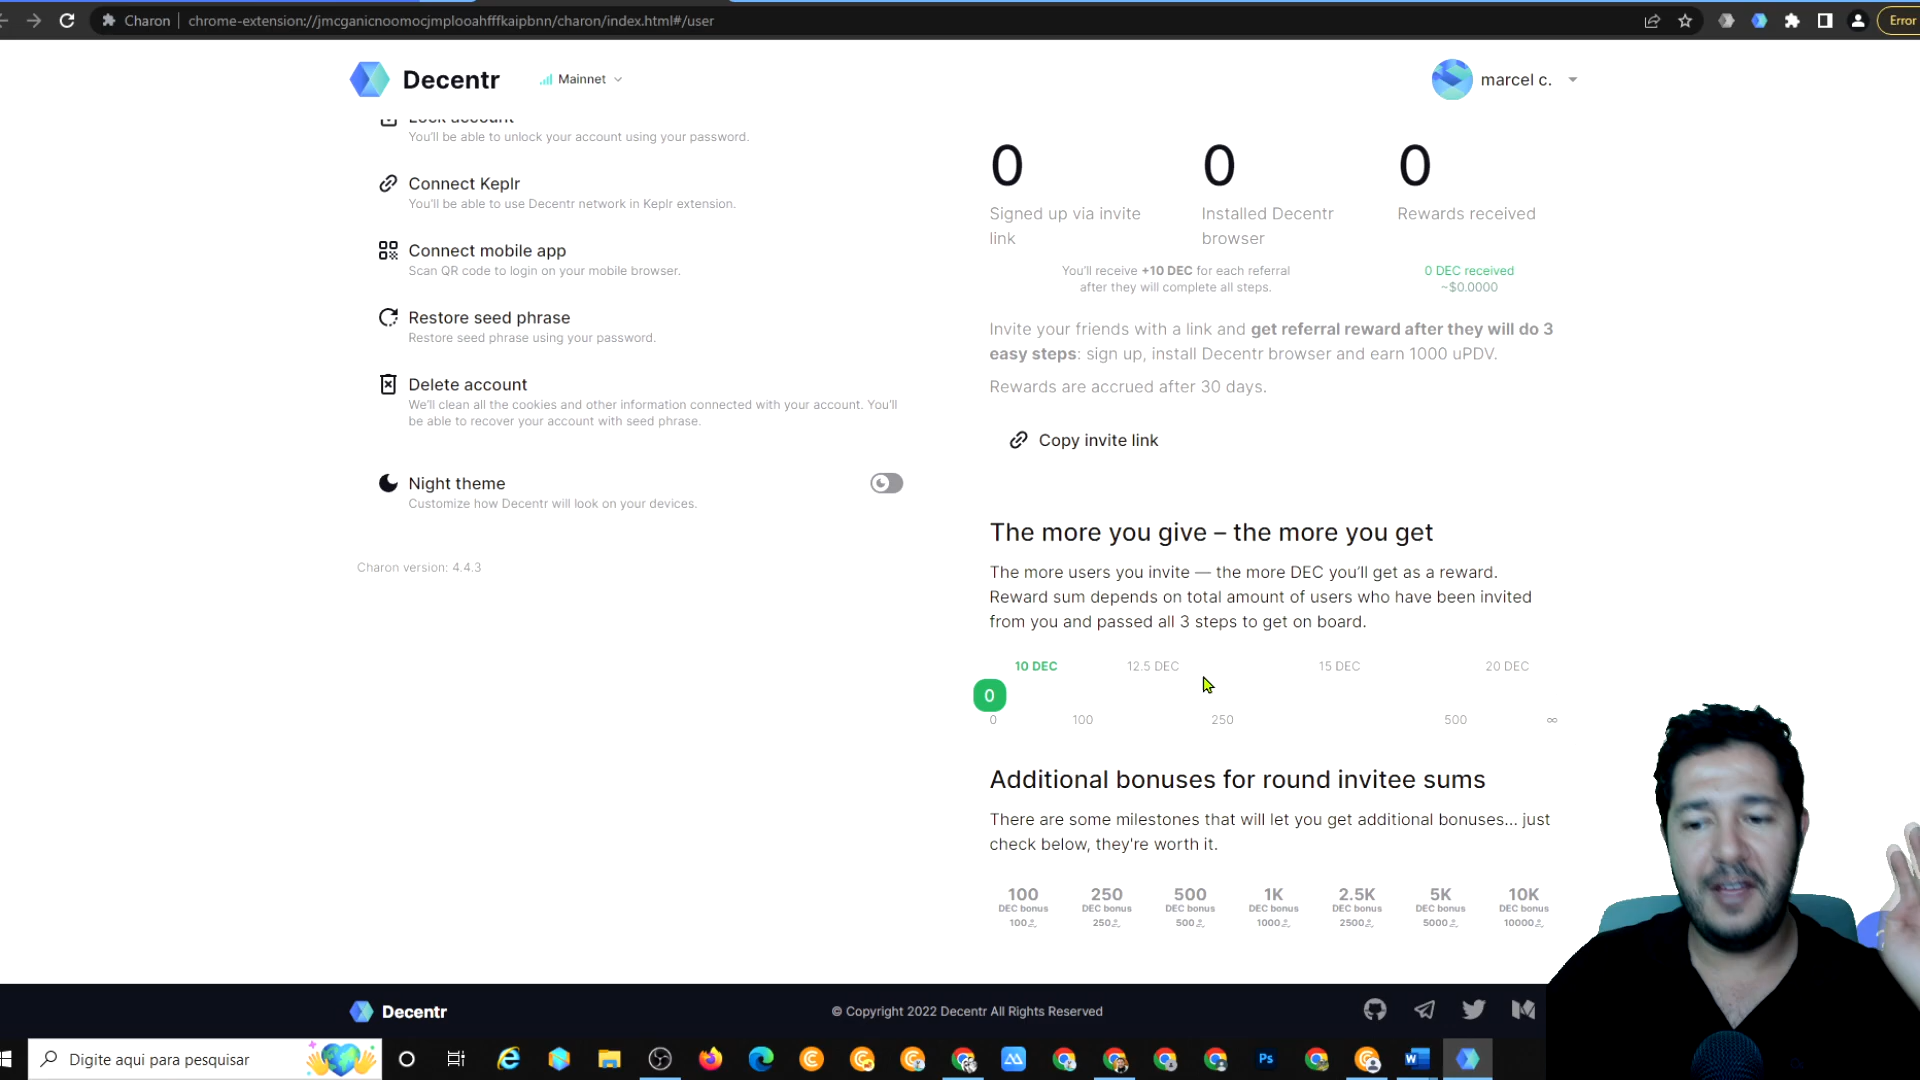 Charon
chrome-extension://jmcganicnoomocjmplooahfffkaipbnn/charon/index.html#/user
Error
Decentr
Mainnet
marcel c.
Lock account
You'll be able to unlock your account using your password.
Connect Keplr
You'll be able to use Decentr network in Keplr extension.
Connect mobile app
Scan QR code to login on your mobile browser.
Restore seed phrase
Restore seed phrase using your password.
Delete account
We'll clean all the cookies and other information connected with your account. You'll
be able to recover your account with seed phrase.
Night theme
Customize how Decentr will look on your devices.
Charon version: 4.4.3
0 0 0
Signed up via invite link
Installed Decentr browser
Rewards received
You'll receive +10 DEC for each referral
after they will complete all steps.
0 DEC received
~$0.0000
Invite your friends with a link and get referral reward after they will do 3
easy steps: sign up, install Decentr browser and earn 1000 uPDV.
Rewards are accrued after 30 days.
Copy invite link
The more you give – the more you get
The more users you invite — the more DEC you'll get as a reward.
Reward sum depends on total amount of users who have been invited
from you and passed all 3 steps to get on board.
10 DEC 12.5 DEC 15 DEC 20 DEC
0
0 100 250 500 ∞
Additional bonuses for round invitee sums
There are some milestones that will let you get additional bonuses... just
check below, they're worth it.
100 250 500 1K 2.5K 5K 10K
DEC bonus DEC bonus DEC bonus DEC bonus DEC bonus DEC bonus DEC bonus
100 250 500 1000 2500 5000 10000
Decentr
© Copyright 2022 Decentr All Rights Reserved
Digite aqui para pesquisar
Ps